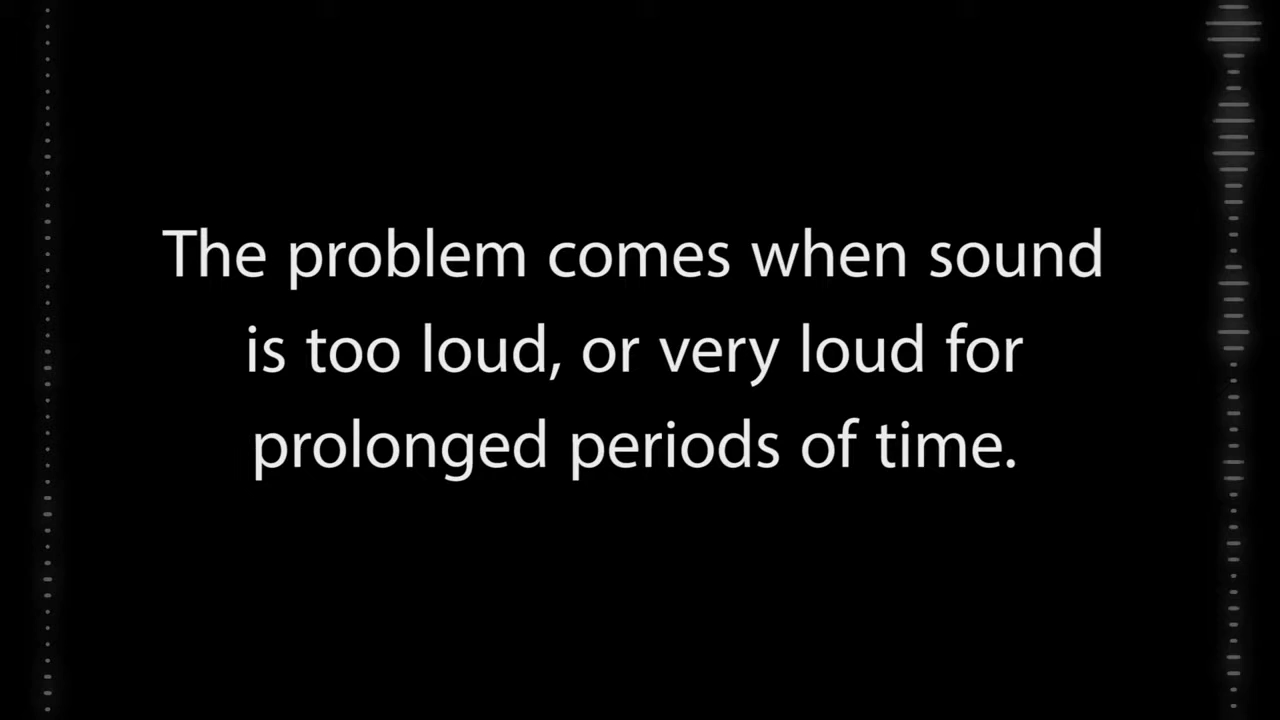 The problem comes when sound
is too loud, or very loud for
prolonged periods of time.